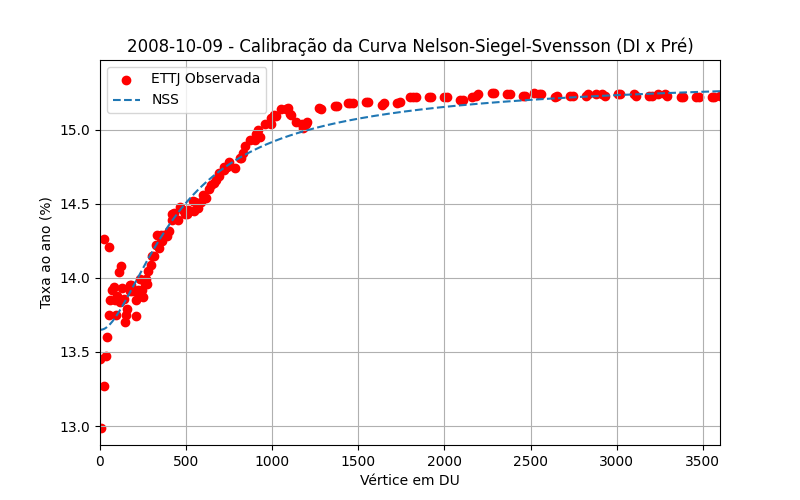 2008-10-09 - Calibração da Curva Nelson-Siegel-Svensson (DI x Pré)
ETTJ Observada
NSS
Taxa ao ano (%)
15.0
14.5
14.0
13.5
13.0
0 500 1000 1500 2000 2500 3000 3500
Vértice em DU